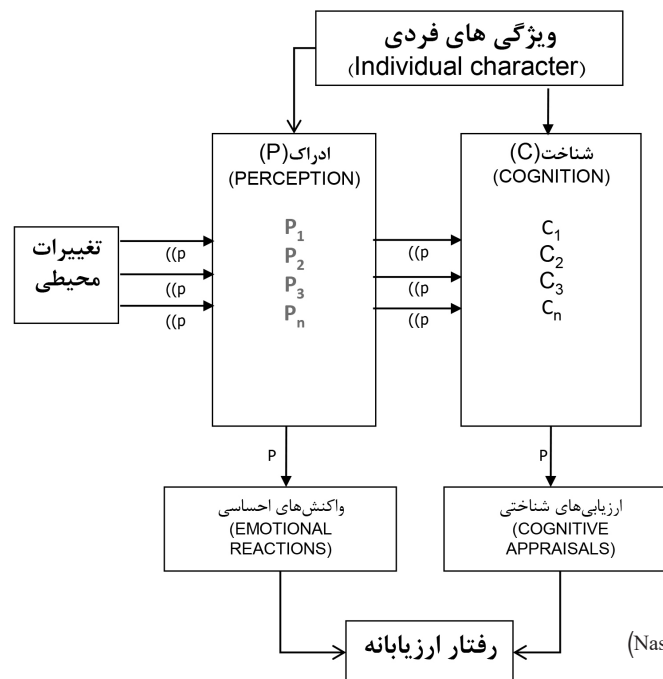 ویژگی های فردی
(Individual character)
ادراک(P)
(PERCEPTION)
شناخت(C)
(COGNITION)
P1
P2
P3
Pn
C1
C2
C3
Cn
تغییرات
محیطی
((p
((p
((p
((p
((p
((p
P
P
واکنش‌های احساسی
(EMOTIONAL
REACTIONS)
ارزیابی‌های شناختی
(COGNITIVE
APPRAISALS)
رفتار ارزیابانه
(Nas